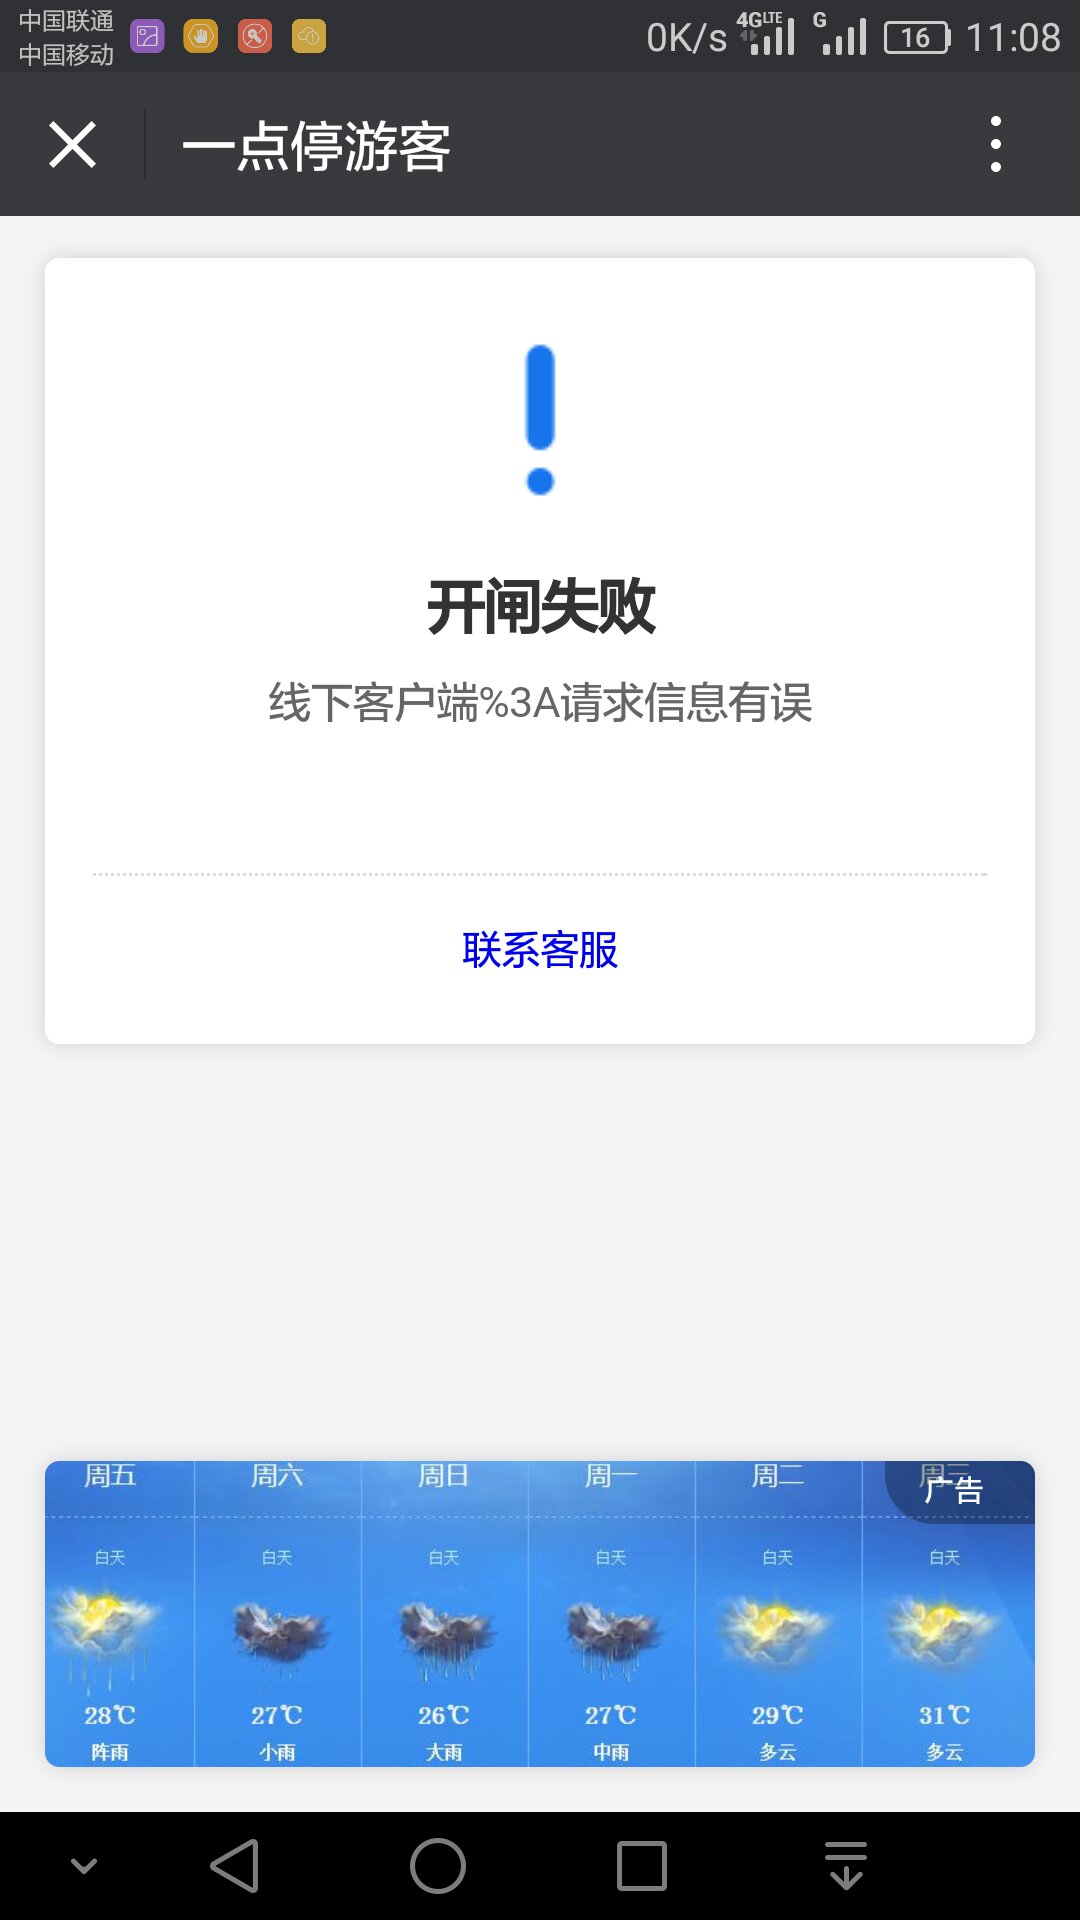 中国联通
中国移动
0K/s 4G LTE G 16 11:08
一点停游客
开闸失败
线下客户端%3A请求信息有误
联系客服
周五 周六 周日 周一 周二 周三
广告
白天 白天 白天 白天 白天 白天
28℃ 27℃ 26℃ 27℃ 29℃ 31℃
阵雨 小雨 大雨 中雨 多云 多云